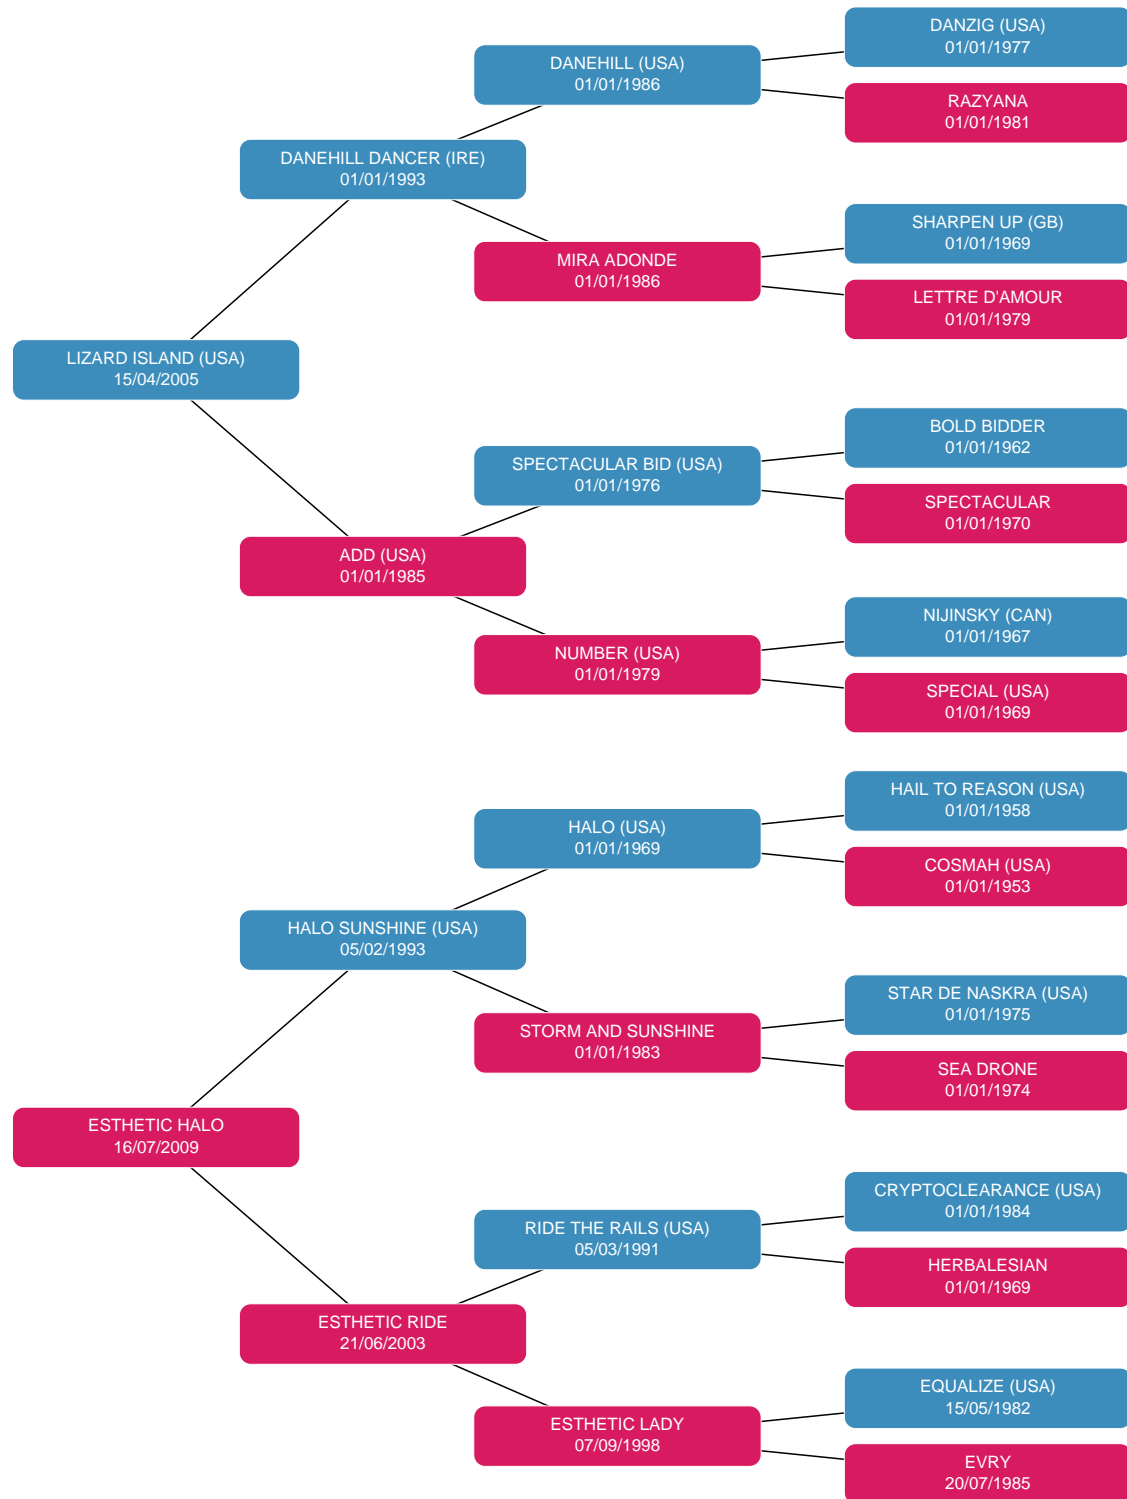 DANZIG (USA)
01/01/1977
DANEHILL (USA)
01/01/1986
RAZYANA
01/01/1981
DANEHILL DANCER (IRE)
01/01/1993
SHARPEN UP (GB)
01/01/1969
MIRA ADONDE
01/01/1986
LETTRE D'AMOUR
01/01/1979
LIZARD ISLAND (USA)
15/04/2005
BOLD BIDDER
01/01/1962
SPECTACULAR BID (USA)
01/01/1976
SPECTACULAR
01/01/1970
ADD (USA)
01/01/1985
NIJINSKY (CAN)
01/01/1967
NUMBER (USA)
01/01/1979
SPECIAL (USA)
01/01/1969
HAIL TO REASON (USA)
01/01/1958
HALO (USA)
01/01/1969
COSMAH (USA)
01/01/1953
HALO SUNSHINE (USA)
05/02/1993
STAR DE NASKRA (USA)
01/01/1975
STORM AND SUNSHINE
01/01/1983
SEA DRONE
01/01/1974
ESTHETIC HALO
16/07/2009
CRYPTOCLEARANCE (USA)
01/01/1984
RIDE THE RAILS (USA)
05/03/1991
HERBALESIAN
01/01/1969
ESTHETIC RIDE
21/06/2003
EQUALIZE (USA)
15/05/1982
ESTHETIC LADY
07/09/1998
EVRY
20/07/1985